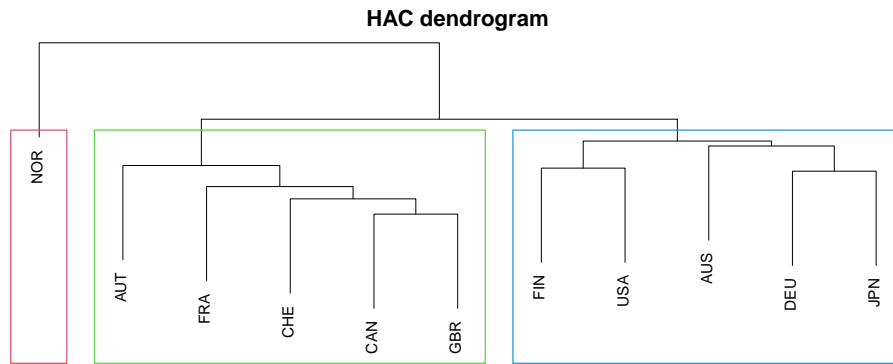 HAC dendrogram
NOR
AUT
FRA
CHE
CAN
GBR
FIN
USA
AUS
DEU
JPN